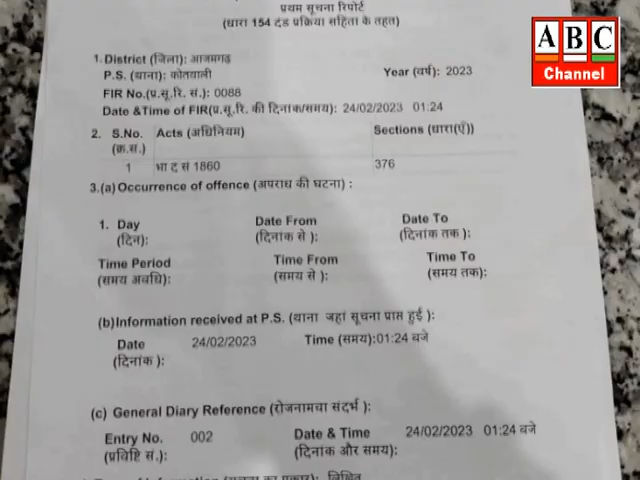 प्रथम सूचना रिपोर्ट
(धारा 154 दंड प्रक्रिया संहिता के तहत)
A B C
Channel
1. District (जिला): आजमगढ़
P.S. (थाना): कोतवाली Year (वर्ष): 2023
FIR No.(प्र.सू.रि. सं.): 0088
Date &Time of FIR(प्र.सू.रि. की दिनांक/समय): 24/02/2023 01:24
2. S.No. Acts (अधिनियम) Sections (धारा(एँ))
(क्र.सं.)
1 भा द सं 1860 376
3.(a) Occurrence of offence (अपराध की घटना) :
1. Day Date From Date To
(दिन): (दिनांक से ): (दिनांक तक ):
Time Period Time From Time To
(समय अवधि): (समय से ): (समय तक):
(b)Information received at P.S. (थाना जहां सूचना प्राप्त हुई ):
Date 24/02/2023 Time (समय):01:24 बजे
(दिनांक ):
(c) General Diary Reference (रोजनामचा संदर्भ ):
Entry No. 002 Date & Time 24/02/2023 01:24 बजे
(प्रविष्टि सं.): (दिनांक और समय):
Information (सूचना का प्रकार): लिखित